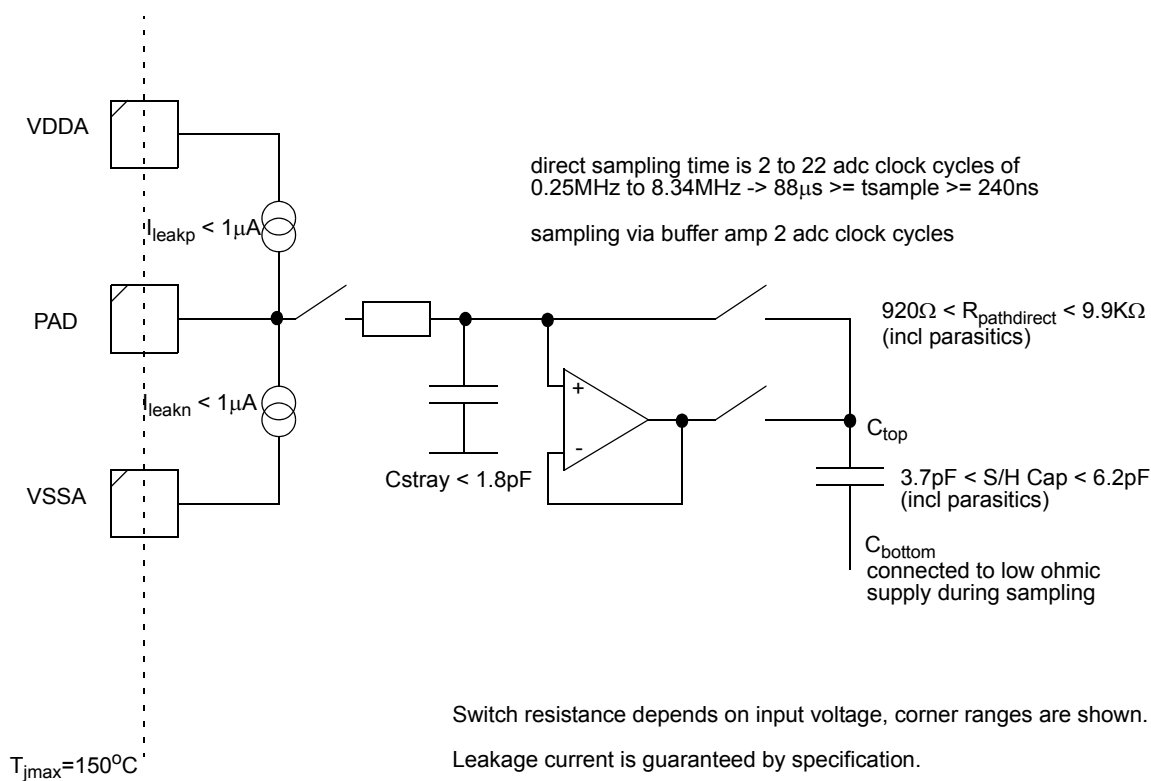 VDDA
direct sampling time is 2 to 22 adc clock cycles of
0.25MHz to 8.34MHz -> 88μs >= tsample >= 240ns
Ileakp < 1μA
sampling via buffer amp 2 adc clock cycles
PAD
920Ω < Rpathdirect < 9.9KΩ
(incl parasitics)
Ileakn < 1μA
+
-
Ctop
Cstray < 1.8pF
3.7pF < S/H Cap < 6.2pF
(incl parasitics)
VSSA
Cbottom
connected to low ohmic
supply during sampling
Switch resistance depends on input voltage, corner ranges are shown.
Leakage current is guaranteed by specification.
Tjmax=150oC